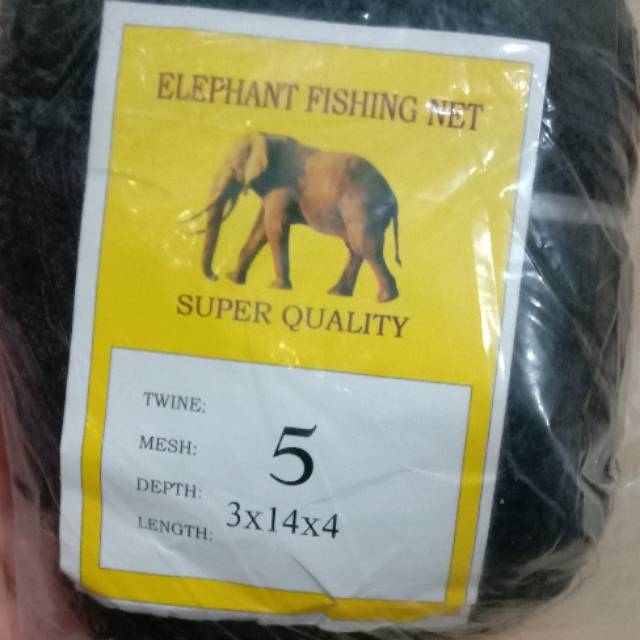 ELEPHANT FISHING NET
SUPER QUALITY
TWINE:
MESH: 5
DEPTH:
LENGTH: 3x14x4